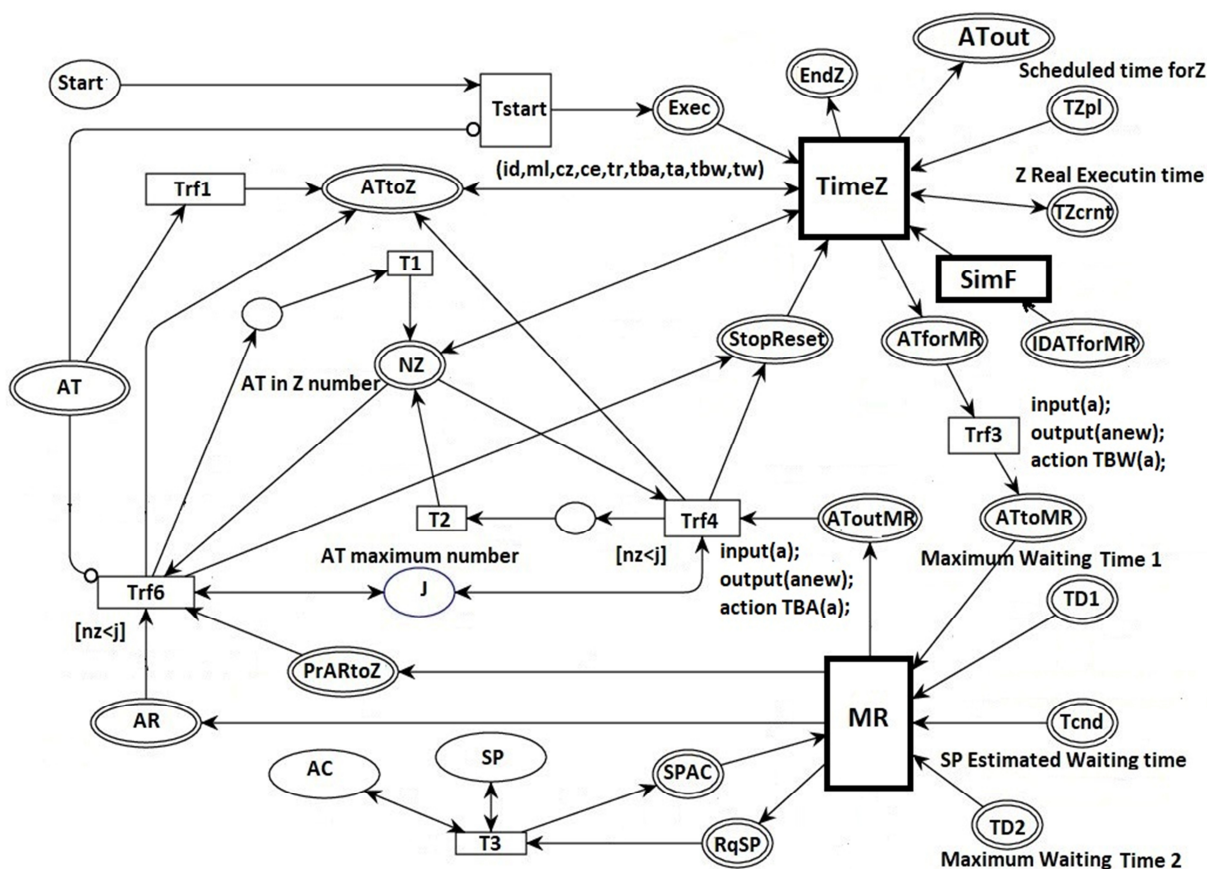 ATout
EndZ
Start
Scheduled time forZ
Tstart
Exec
TZpl
(id,ml,cz,ce,tr,tba,ta,tbw,tw)
Trf1
ATtoZ
TimeZ
Z Real Executin time
TZcrnt
T1
SimF
StopReset
ATforMR
IDATforMR
NZ
AT
AT in Z number
input(a);
output(anew);
action TBW(a);
Trf3
T2
Trf4
AToutMR
ATtoMR
AT maximum number
[nz<j]
input(a);
output(anew);
action TBA(a);
Maximum Waiting Time 1
Trf6
J
TD1
[nz<j]
PrARtoZ
MR
AR
Tcnd
SP Estimated Waiting time
AC
SP
SPAC
T3
RqSP
TD2
Maximum Waiting Time 2